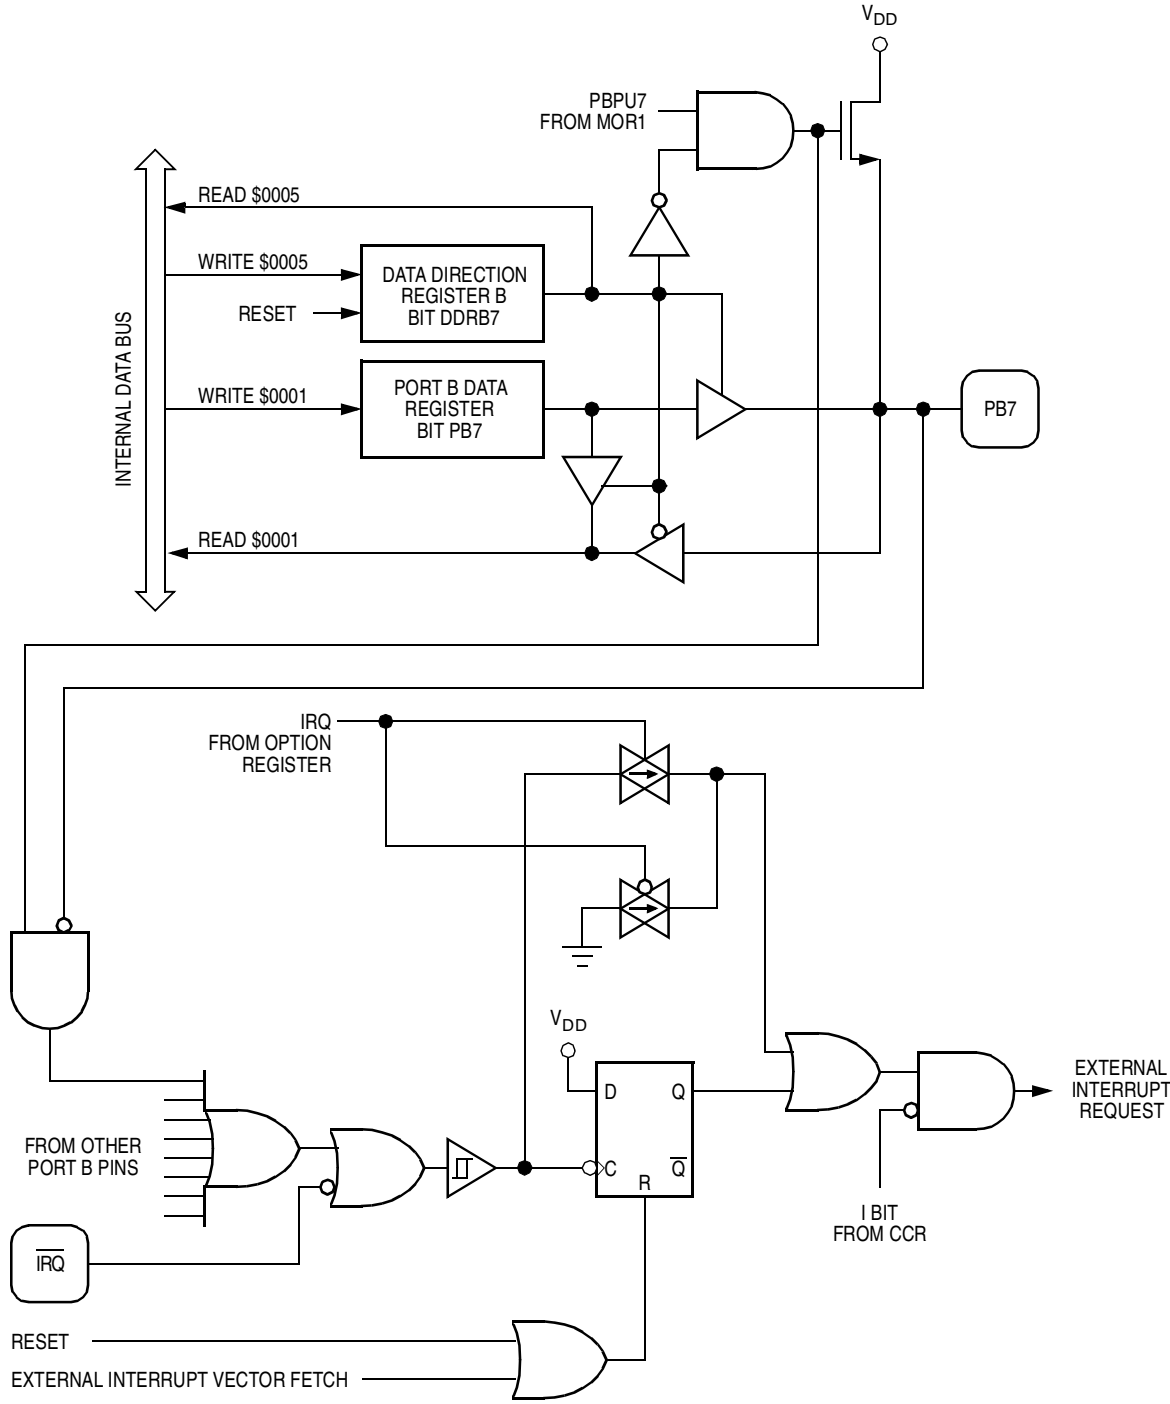 VDD
PBPU7
FROM MOR1
READ $0005
WRITE $0005
DATA DIRECTION
REGISTER B
BIT DDRB7
RESET
INTERNAL DATA BUS
WRITE $0001
PORT B DATA
REGISTER
BIT PB7
PB7
READ $0001
IRQ
FROM OPTION
REGISTER
VDD
D
Q
C
Q̅
R
EXTERNAL
INTERRUPT
REQUEST
FROM OTHER
PORT B PINS
I BIT
FROM CCR
I̅R̅Q̅
RESET
EXTERNAL INTERRUPT VECTOR FETCH